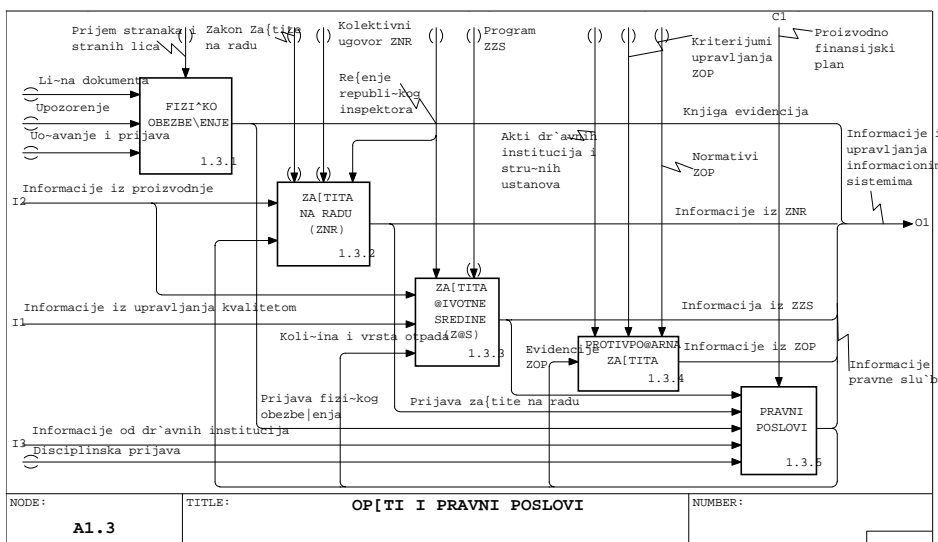 C1
Prijem stranaka i
stranih lica
Zakon Za{tite
na radu
Kolektivni
ugovor ZNR
Program
ZZS
Kriterijumi
upravljanja
ZOP
Proizvodno
finansijski
plan
Li~na dokumenta
Upozorenje
Uo~avanje i prijava
FIZI^KO
OBEZBE\ENJE
1.3.1
Re{enje
republi~kog
inspektora
Knjiga evidencija
Akti dr`avnih
institucija i
stru~nih
ustanova
Normativi
ZOP
Informacije i
upravljanja
informacionim
sistemima
Informacije iz proizvodnje
I2
ZA[TITA
NA RADU
(ZNR)
1.3.2
Informacije iz ZNR
O1
ZA[TITA
@IVOTNE
SREDINE
(Z@S)
1.3.3
Informacije iz upravljanja kvalitetom
I1
Koli~ina i vrsta otpada
Informacija iz ZZS
Evidencije
ZOP
PROTIVPO@ARNA
ZA[TITA
1.3.4
Informacije iz ZOP
Informacije
pravne slu`b
Prijava fizi~kog
obezbe|enja
Prijava za{tite na radu
PRAVNI
POSLOVI
1.3.5
Informacije od dr`avnih institucija
I3
Disciplinska prijava
NODE:
A1.3
TITLE:
OP[TI I PRAVNI POSLOVI
NUMBER: